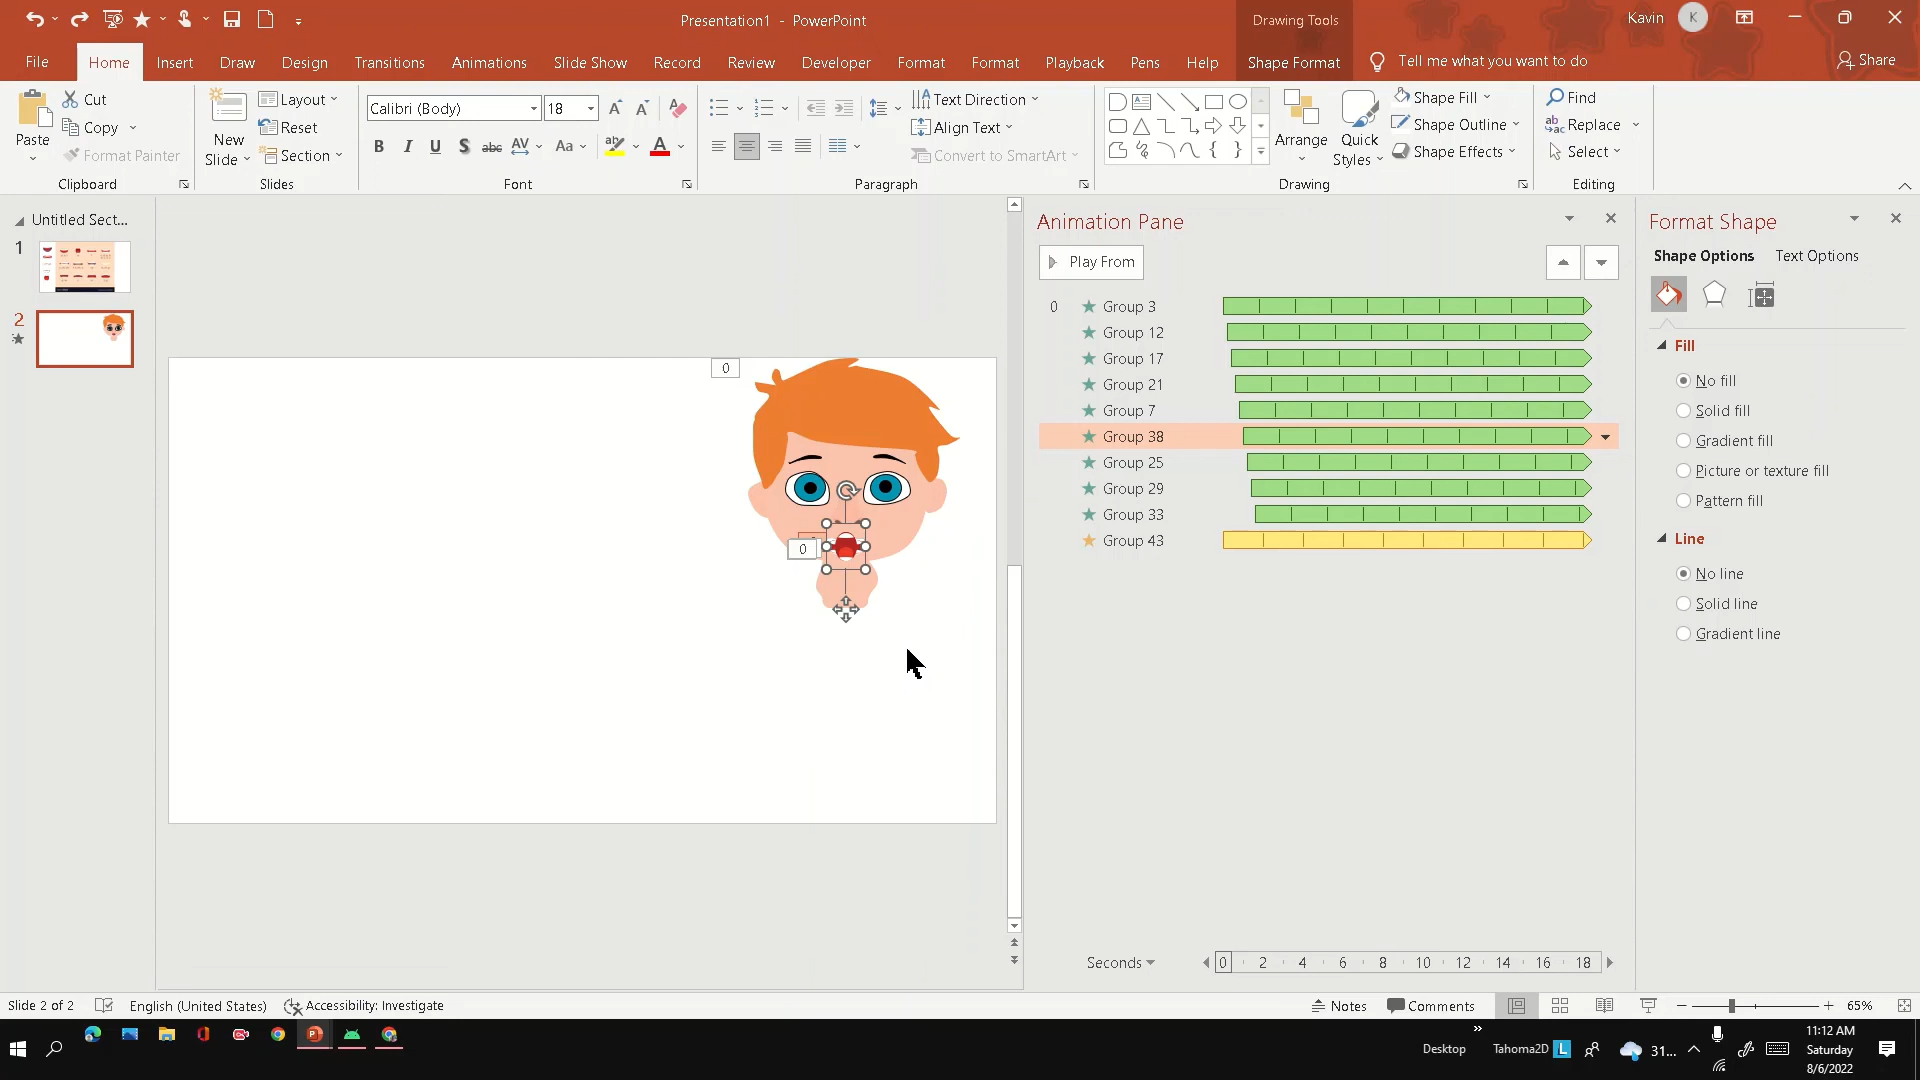 Presentation1 - PowerPoint
Drawing Tools
Kavin
K
File
Home
Insert
Draw
Design
Transitions
Animations
Slide Show
Record
Review
Developer
Format
Format
Playback
Pens
Help
Shape Format
Tell me what you want to do
Share
Paste
Cut
Copy
Format Painter
Clipboard
New
Slide
Layout
Reset
Section
Slides
Calibri (Body)
18
B I U S abc AV Aa A
Font
Text Direction
Align Text
Convert to SmartArt
Paragraph
Arrange
Quick
Styles
Shape Fill
Shape Outline
Shape Effects
Drawing
Find
Replace
Select
Editing
Untitled Sect...
1
2
0
0
Animation Pane
Play From
0 Group 3
Group 12
Group 17
Group 21
Group 7
Group 38
Group 25
Group 29
Group 33
Group 43
Seconds
0 2 4 6 8 10 12 14 16 18
Format Shape
Shape Options
Text Options
Fill
No fill
Solid fill
Gradient fill
Picture or texture fill
Pattern fill
Line
No line
Solid line
Gradient line
Slide 2 of 2
English (United States)
Accessibility: Investigate
Notes
Comments
65%
Desktop
Tahoma2D
L
31...
11:12 AM
Saturday
8/6/2022